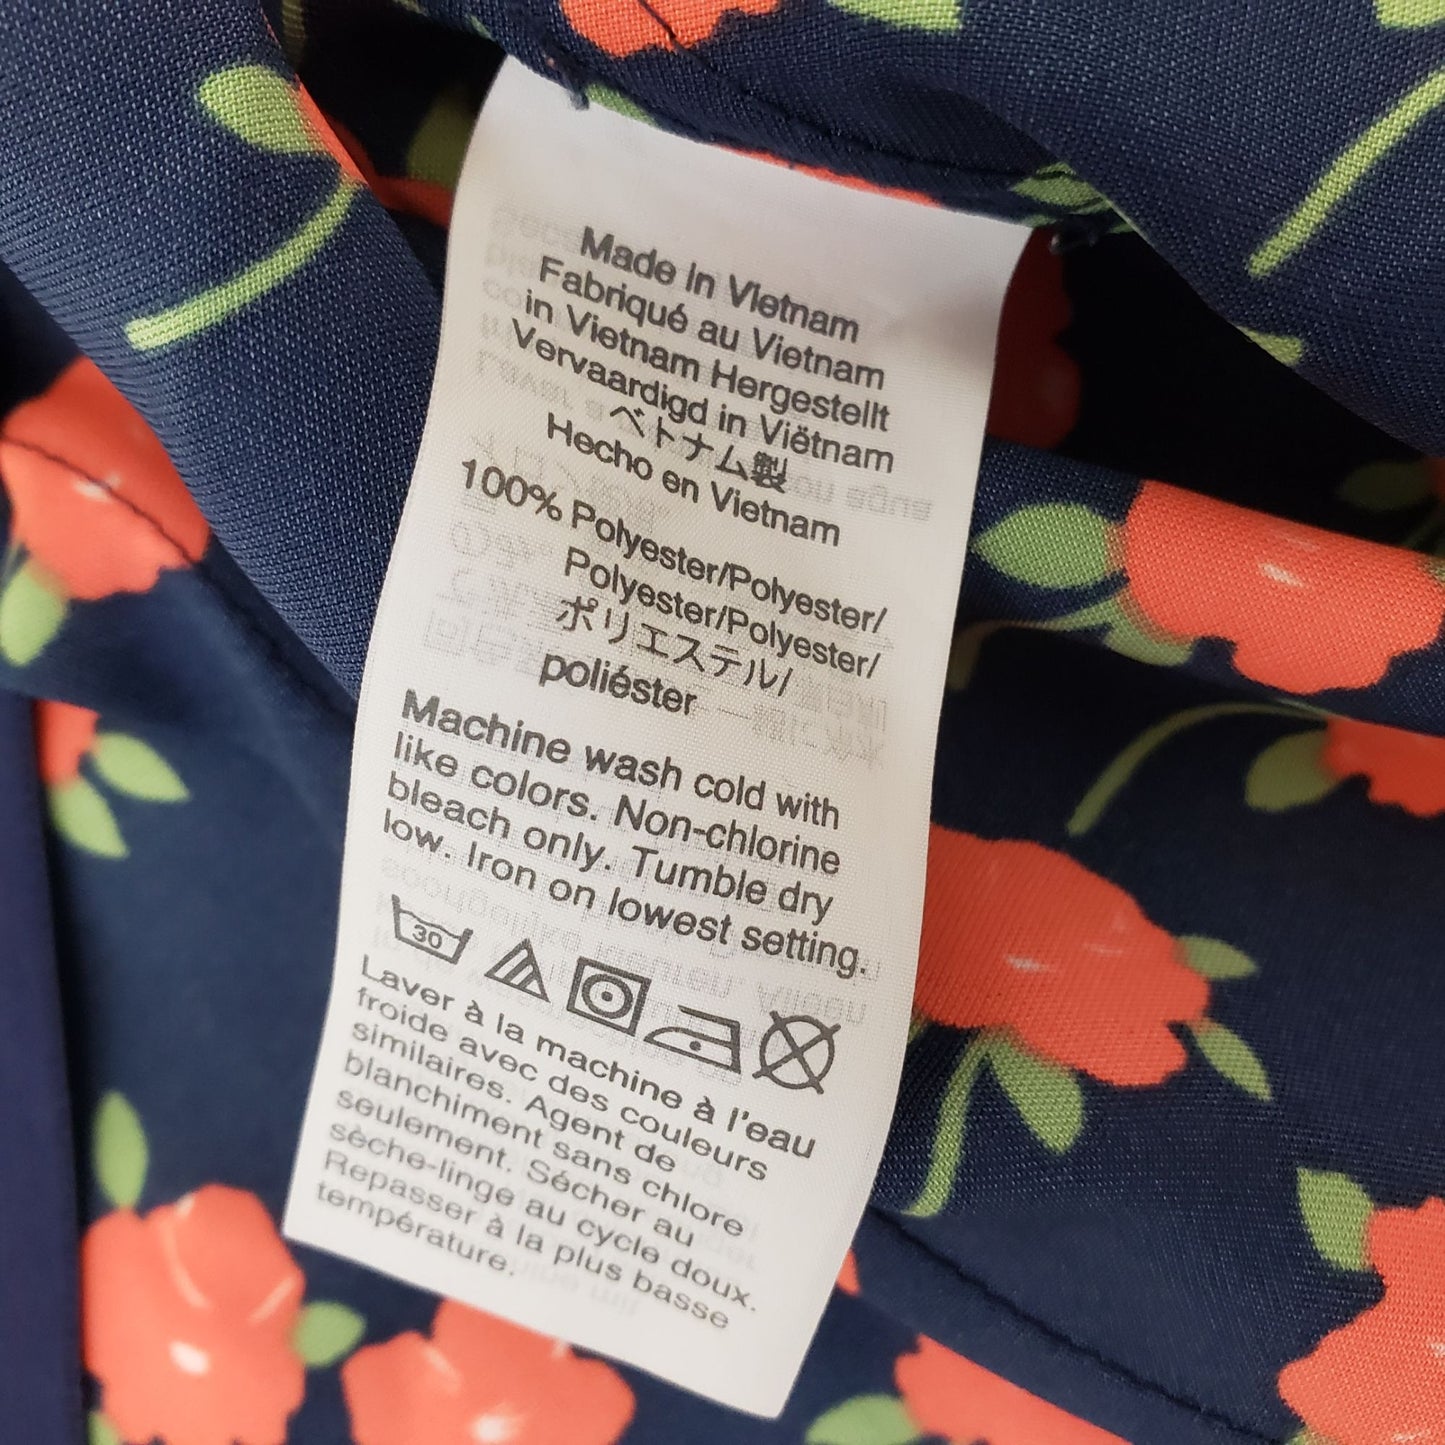 Made in Vietnam
Fabriqué au Vietnam
in Vietnam Hergestellt
Vervaardigd in Viëtnam
ベトナム製
Hecho en Vietnam
100% Polyester/Polyester/
Polyester/Polyester/
ポリエステル/
poliéster
Machine wash cold with
like colors. Non-chlorine
bleach only. Tumble dry
low. Iron on lowest setting.
30
Laver à la machine à l'eau
froide avec des couleurs
similaires. Agent de
blanchiment sans chlore
seulement. Sécher au
sèche-linge au cycle doux.
Repasser à la plus basse
température.